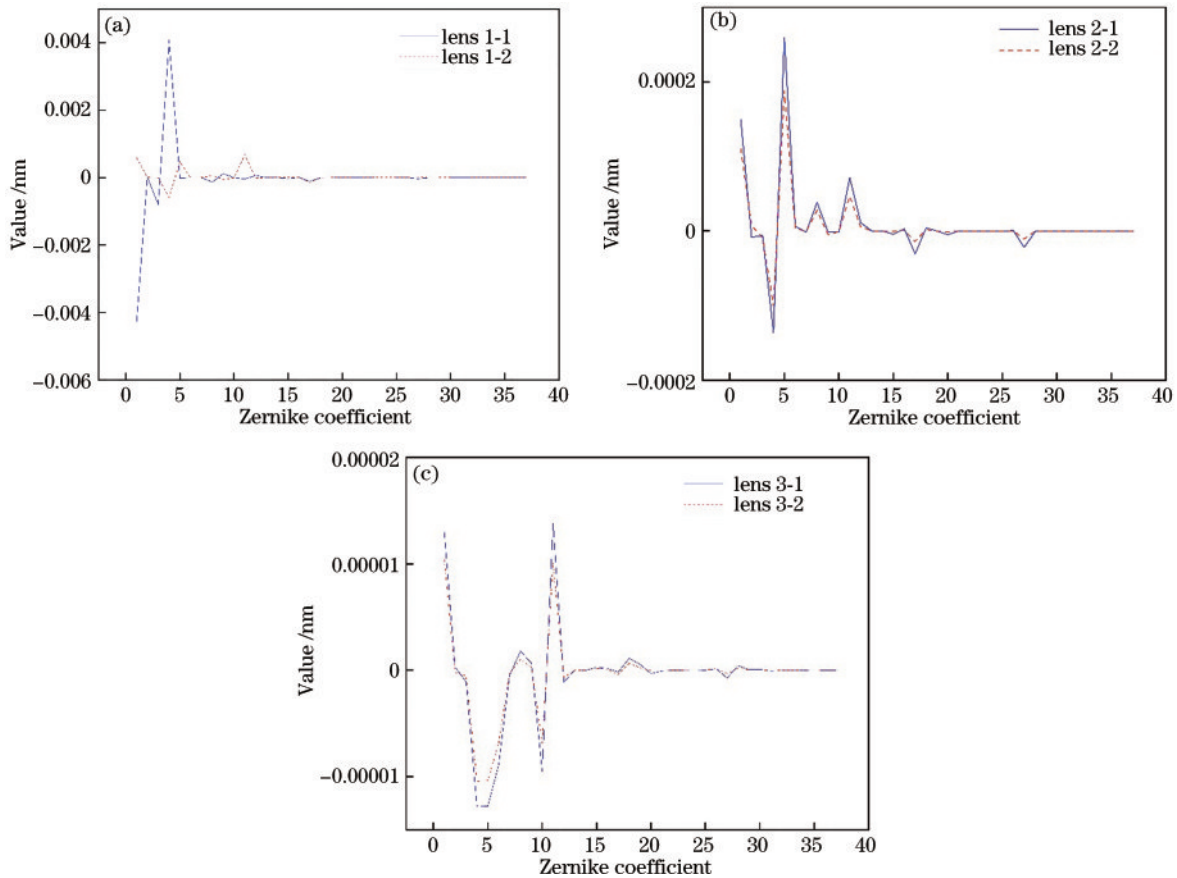 (a)
lens 1-1
lens 1-2
0.004
0.002
0
−0.002
−0.004
−0.006
Value /nm
0 5 10 15 20 25 30 35 40
Zernike coefficient
(b)
lens 2-1
lens 2-2
0.0002
0
−0.0002
Value /nm
0 5 10 15 20 25 30 35 40
Zernike coefficient
(c)
lens 3-1
lens 3-2
0.00002
0.00001
0
−0.00001
Value /nm
0 5 10 15 20 25 30 35 40
Zernike coefficient